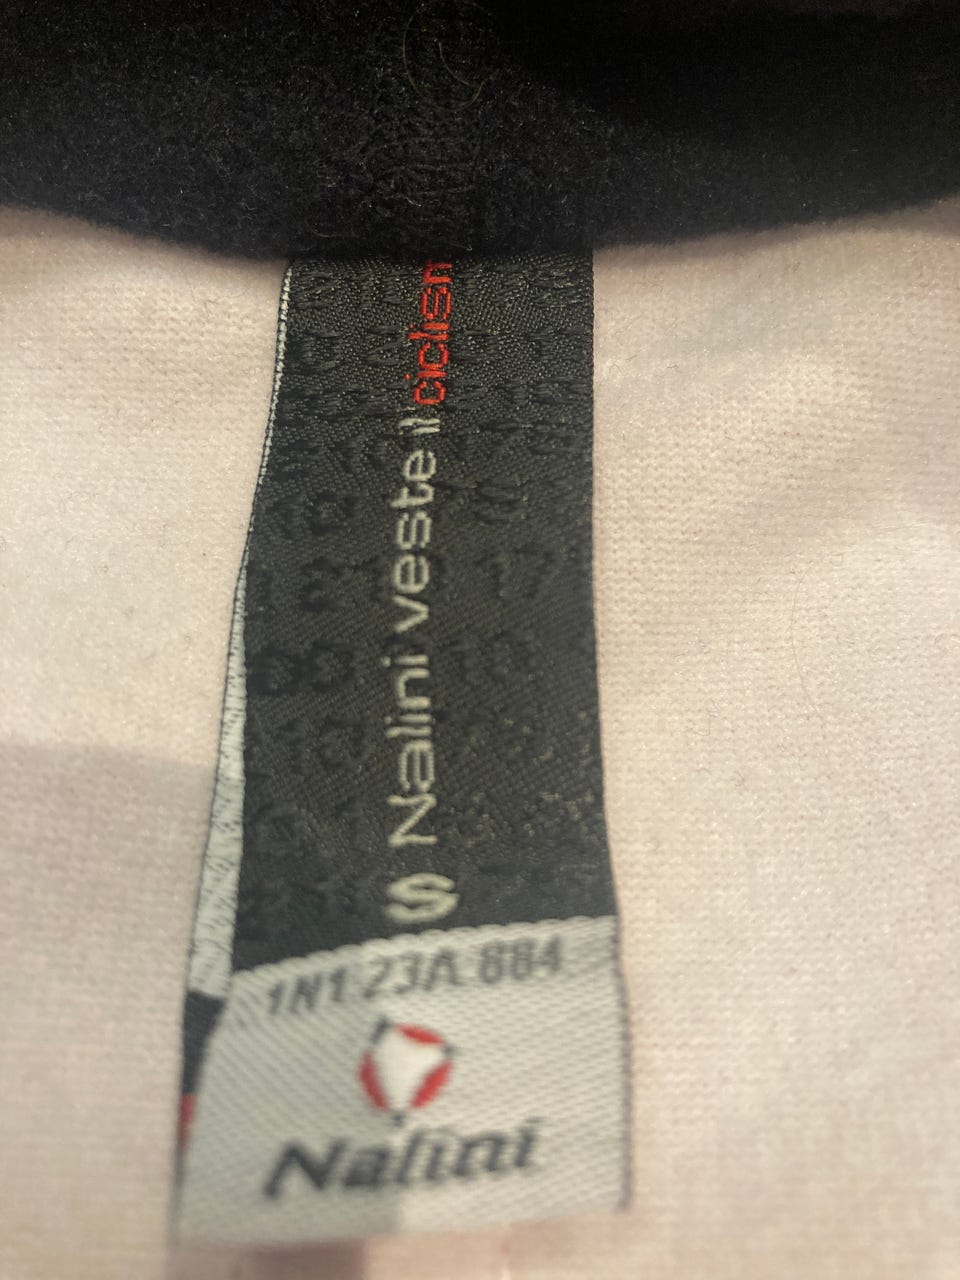 S Nalini veste il ciclism
1N1.23A.884
Nalini